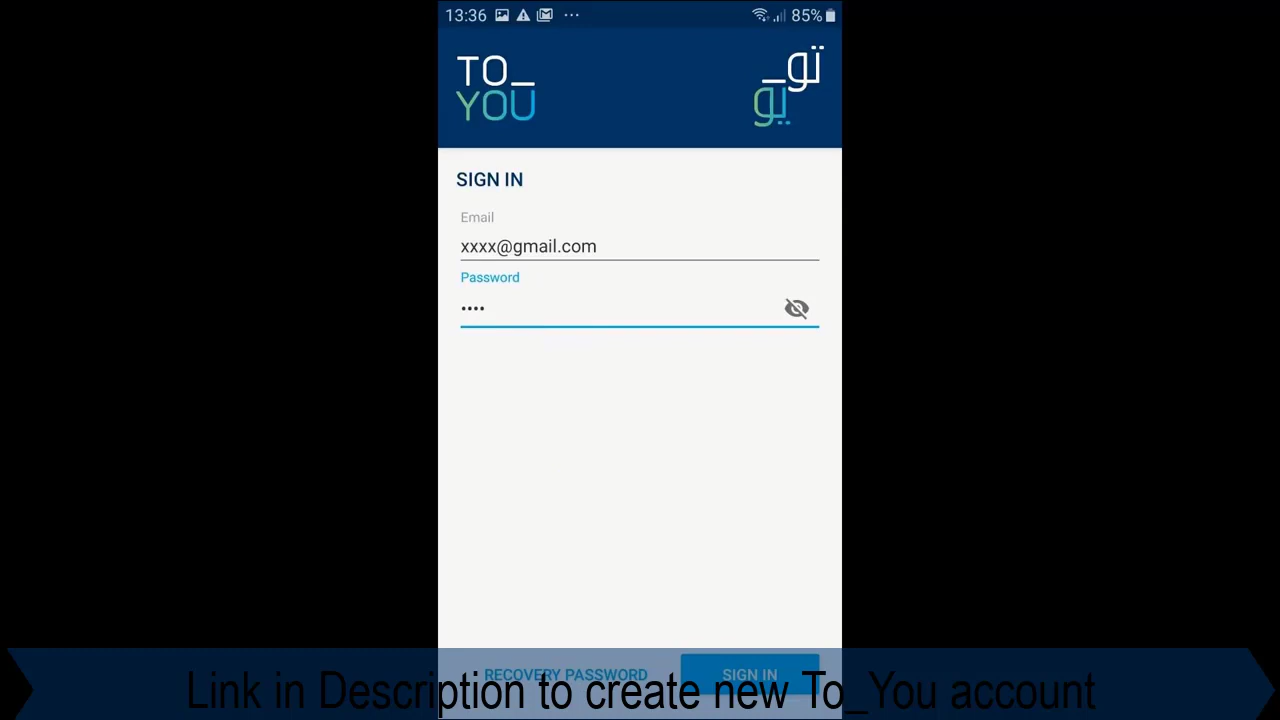 13:36 85%
TO_
YOU
تو_
يو
SIGN IN
Email
xxxx@gmail.com
Password
••••
RECOVERY PASSWORD SIGN IN
Link in Description to create new To_You account